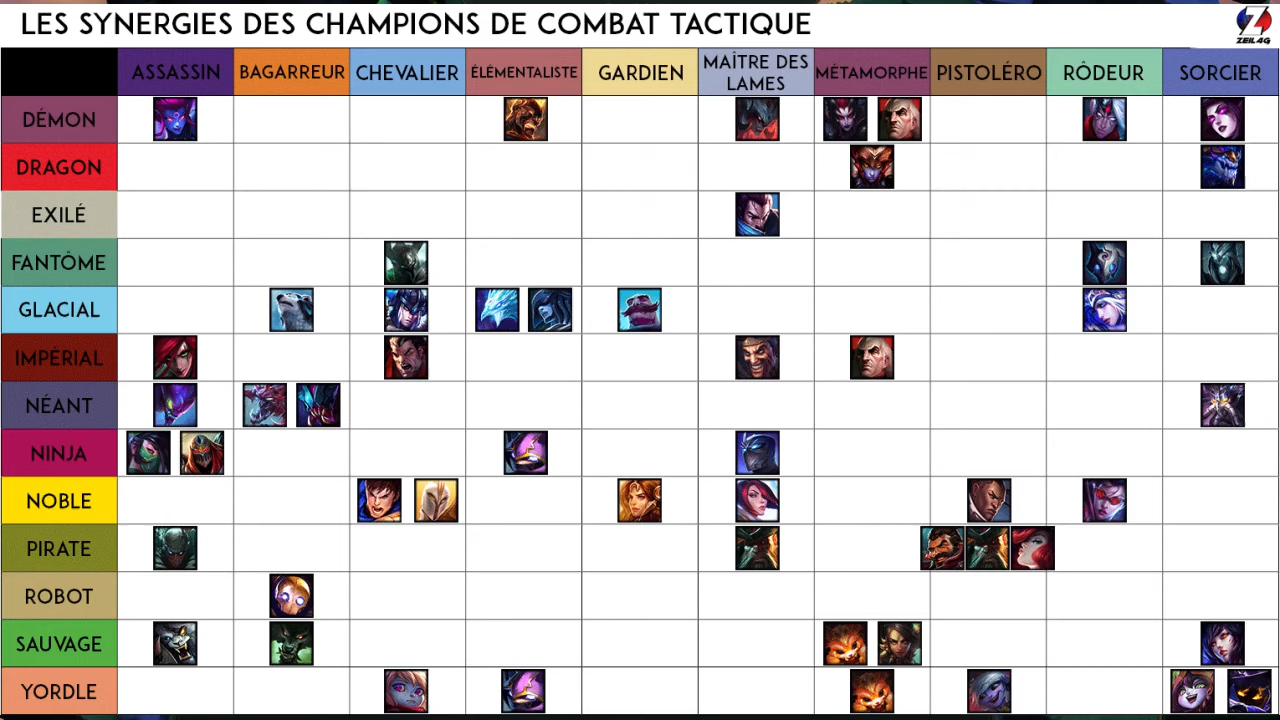 LES SYNERGIES DES CHAMPIONS DE COMBAT TACTIQUE
ZEIL4G
ASSASSIN
BAGARREUR
CHEVALIER
ÉLÉMENTALISTE
GARDIEN
MAÎTRE DES
LAMES
MÉTAMORPHE
PISTOLÉRO
RÔDEUR
SORCIER
DÉMON
DRAGON
EXILÉ
FANTÔME
GLACIAL
IMPÉRIAL
NÉANT
NINJA
NOBLE
PIRATE
ROBOT
SAUVAGE
YORDLE